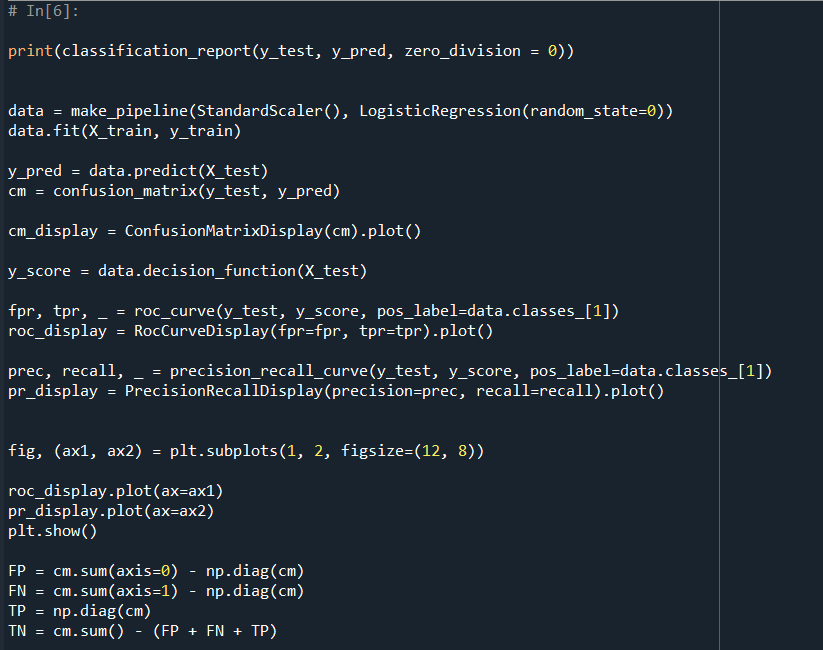 # In[6]:
print(classification_report(y_test, y_pred, zero_division = 0))
data = make_pipeline(StandardScaler(), LogisticRegression(random_state=0))
data.fit(X_train, y_train)
y_pred = data.predict(X_test)
cm = confusion_matrix(y_test, y_pred)
cm_display = ConfusionMatrixDisplay(cm).plot()
y_score = data.decision_function(X_test)
fpr, tpr, _ = roc_curve(y_test, y_score, pos_label=data.classes_[1])
roc_display = RocCurveDisplay(fpr=fpr, tpr=tpr).plot()
prec, recall, _ = precision_recall_curve(y_test, y_score, pos_label=data.classes_[1])
pr_display = PrecisionRecallDisplay(precision=prec, recall=recall).plot()
fig, (ax1, ax2) = plt.subplots(1, 2, figsize=(12, 8))
roc_display.plot(ax=ax1)
pr_display.plot(ax=ax2)
plt.show()
FP = cm.sum(axis=0) - np.diag(cm)
FN = cm.sum(axis=1) - np.diag(cm)
TP = np.diag(cm)
TN = cm.sum() - (FP + FN + TP)